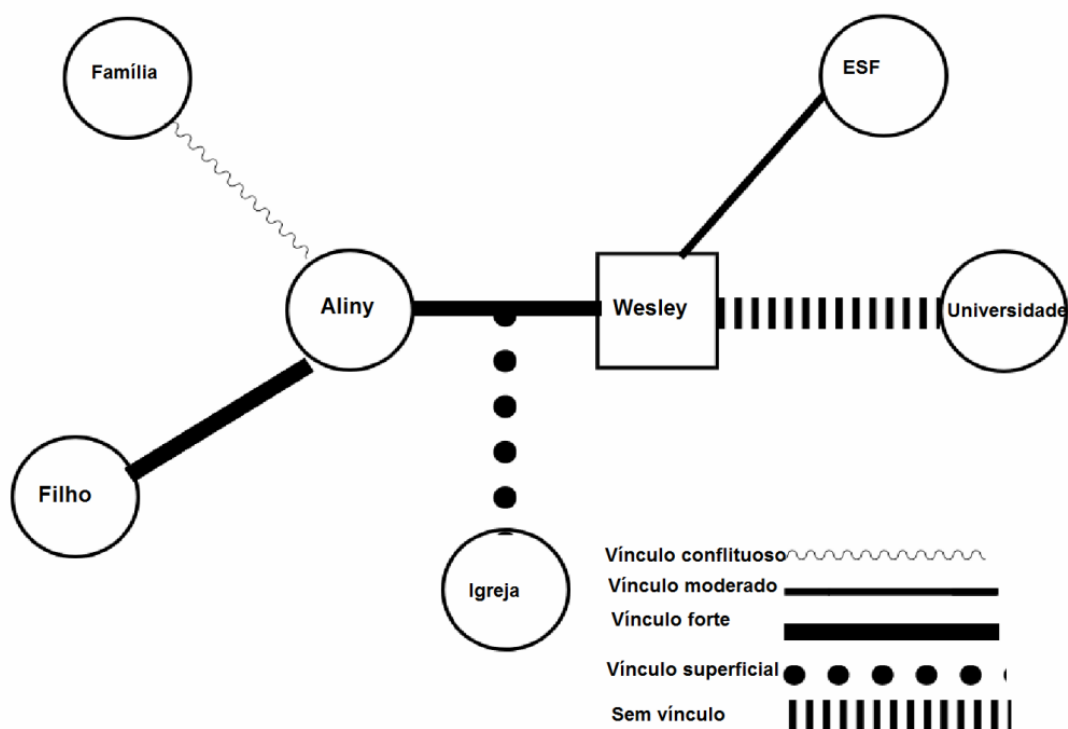 Família
ESF
Aliny
Wesley
Universidade
Filho
Igreja
Vínculo conflituoso
Vínculo moderado
Vínculo forte
Vínculo superficial
Sem vínculo